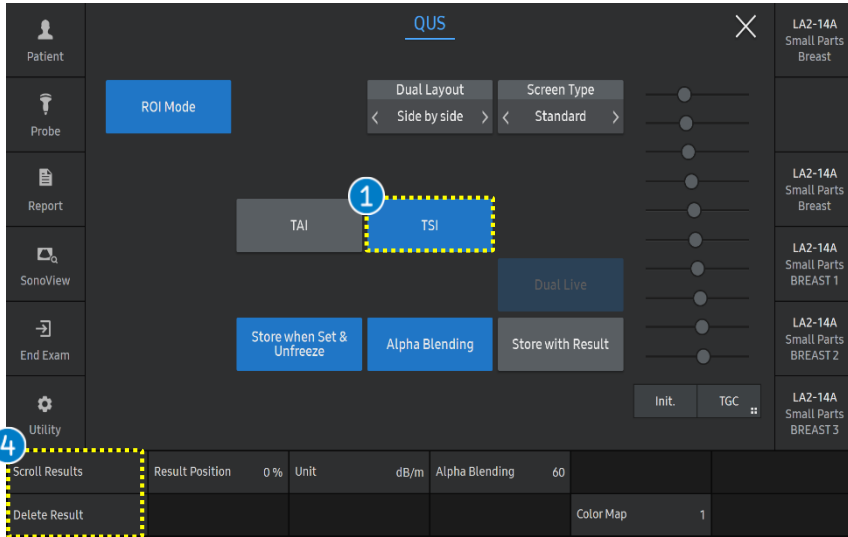 QUS
Patient
Probe
Report
SonoView
End Exam
Utility
ROI Mode
Dual Layout
Side by side
Screen Type
Standard
1
TAI
TSI
Dual Live
Store when Set &
Unfreeze
Alpha Blending
Store with Result
Init.
TGC
LA2-14A
Small Parts
Breast
LA2-14A
Small Parts
Breast
LA2-14A
Small Parts
BREAST 1
LA2-14A
Small Parts
BREAST 2
LA2-14A
Small Parts
BREAST 3
4
Scroll Results
Result Position 0 %
Unit dB/m
Alpha Blending 60
Delete Result
Color Map 1